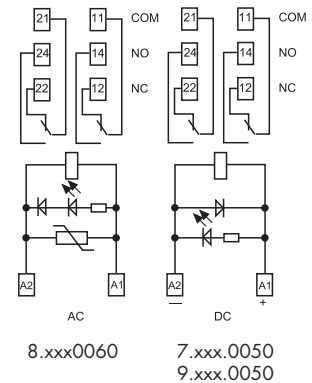 21 11 COM 21 11 COM
24 14 NO 24 14 NO
22 12 NC 22 12 NC
A2 A1 A2 A1
— +
AC DC
8.xxx0060 7.xxx.0050
9.xxx.0050